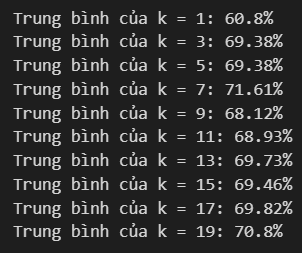 Trung bình của k = 1: 60.8%
Trung bình của k = 3: 69.38%
Trung bình của k = 5: 69.38%
Trung bình của k = 7: 71.61%
Trung bình của k = 9: 68.12%
Trung bình của k = 11: 68.93%
Trung bình của k = 13: 69.73%
Trung bình của k = 15: 69.46%
Trung bình của k = 17: 69.82%
Trung bình của k = 19: 70.8%